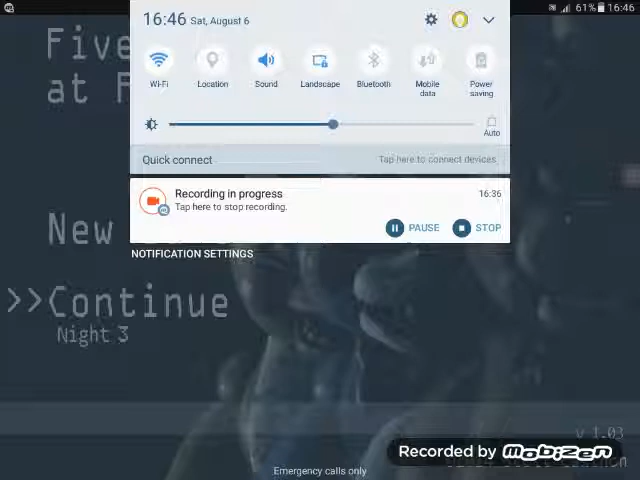 61% 16:46
16:46 Sat, August 6
Five
at F
Wi-Fi
Location
Sound
Landscape
Bluetooth
Mobile
data
Power
saving
Auto
Quick connect
Tap here to connect devices.
Recording in progress
16:36
Tap here to stop recording.
PAUSE
STOP
New
NOTIFICATION SETTINGS
>>Continue
Night 3
v 1.03
Recorded by Mobizen
Emergency calls only